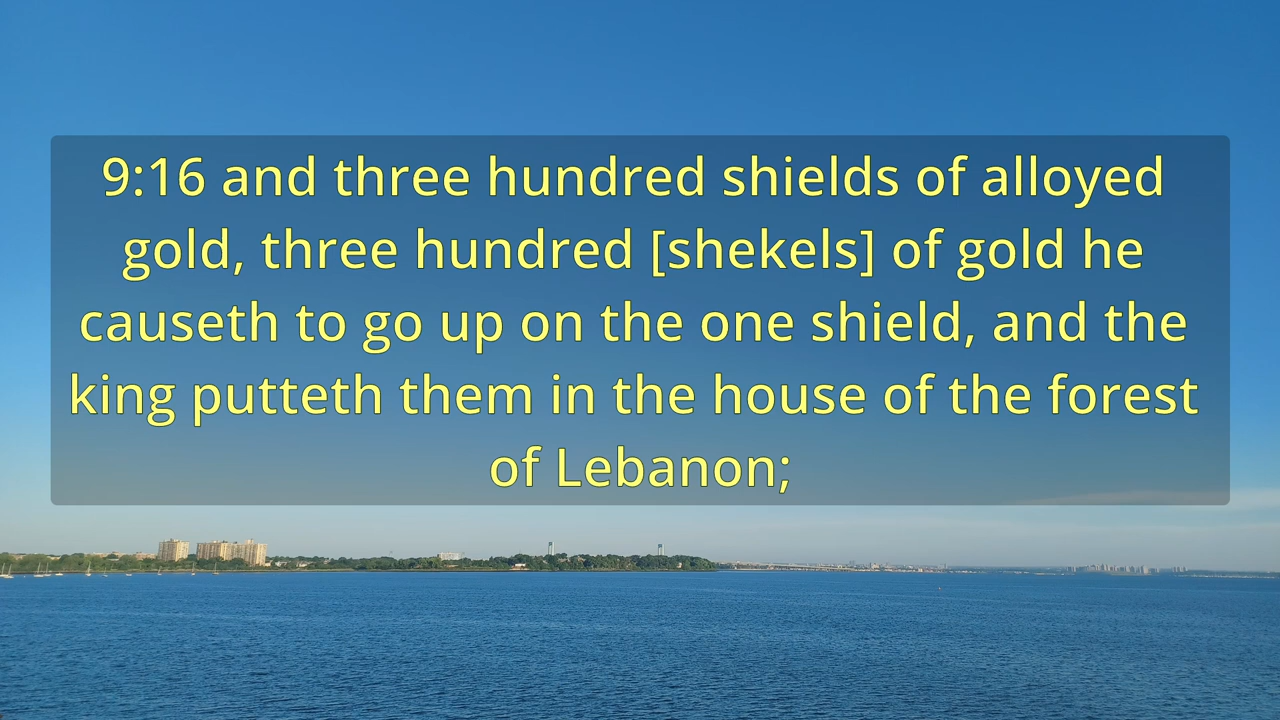 9:16 and three hundred shields of alloyed
gold, three hundred [shekels] of gold he
causeth to go up on the one shield, and the
king putteth them in the house of the forest
of Lebanon;